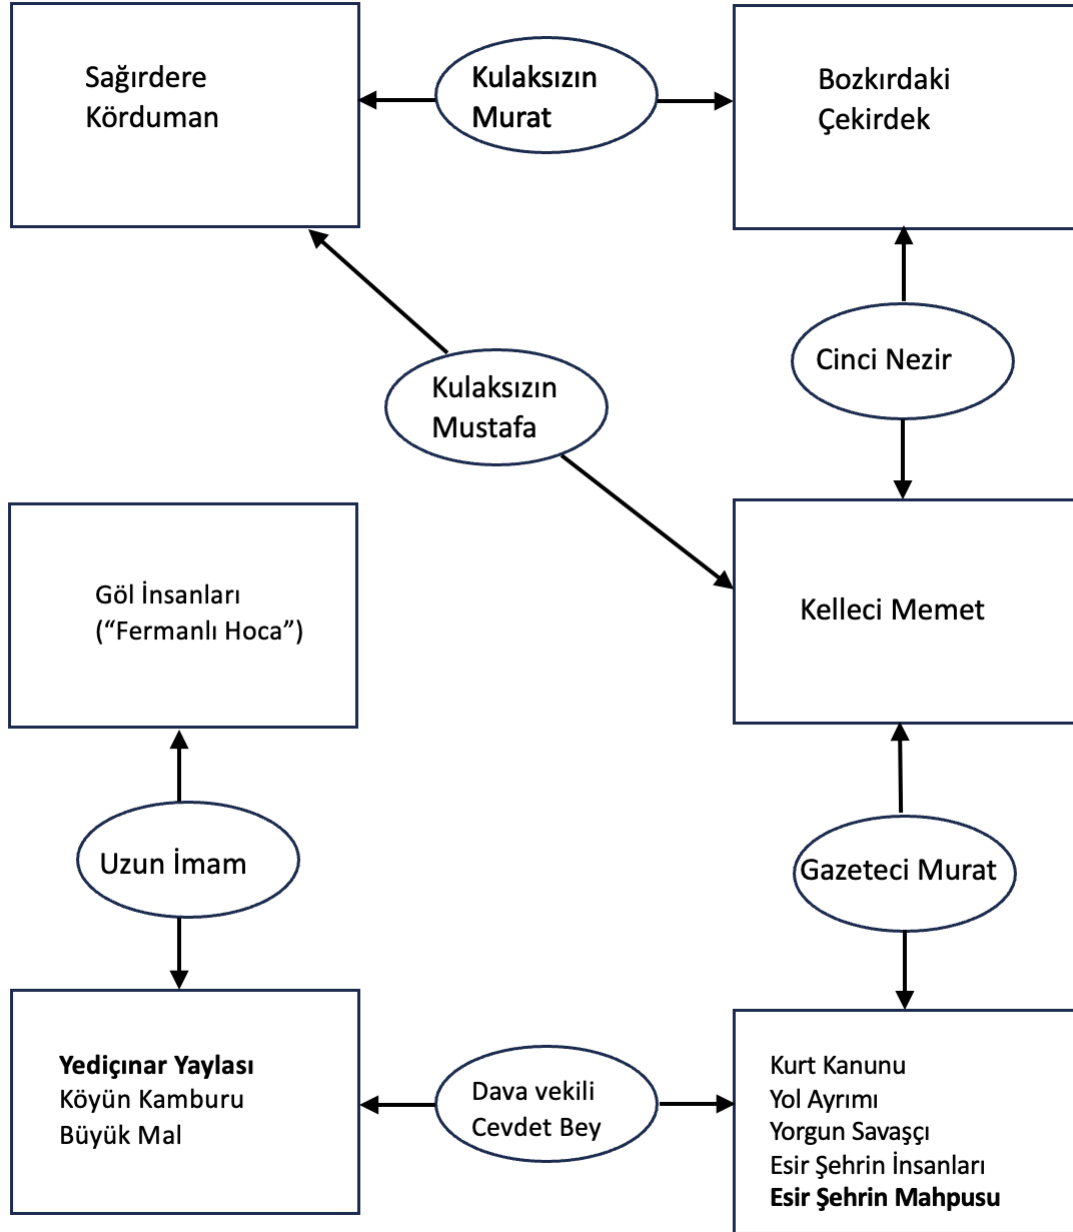 Sağırdere
Körduman
Kulaksızın
Murat
Bozkırdaki
Çekirdek
Cinci Nezir
Kulaksızın
Mustafa
Göl İnsanları
(“Fermanlı Hoca”)
Kelleci Memet
Uzun İmam
Gazeteci Murat
Yediçınar Yaylası
Köyün Kamburu
Büyük Mal
Dava vekili
Cevdet Bey
Kurt Kanunu
Yol Ayrımı
Yorgun Savaşçı
Esir Şehrin İnsanları
Esir Şehrin Mahpusu